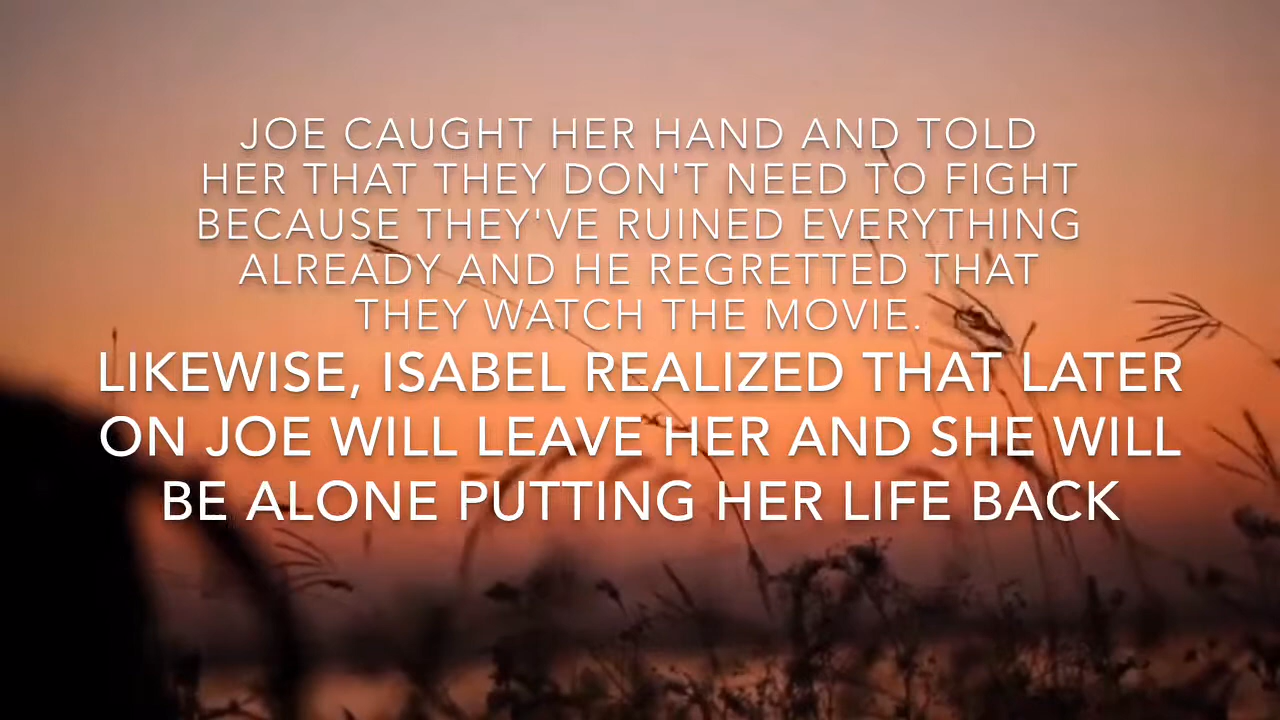 JOE CAUGHT HER HAND AND TOLD
HER THAT THEY DON'T NEED TO FIGHT
BECAUSE THEY'VE RUINED EVERYTHING
ALREADY AND HE REGRETTED THAT
THEY WATCH THE MOVIE.
LIKEWISE, ISABEL REALIZED THAT LATER
ON JOE WILL LEAVE HER AND SHE WILL
BE ALONE PUTTING HER LIFE BACK